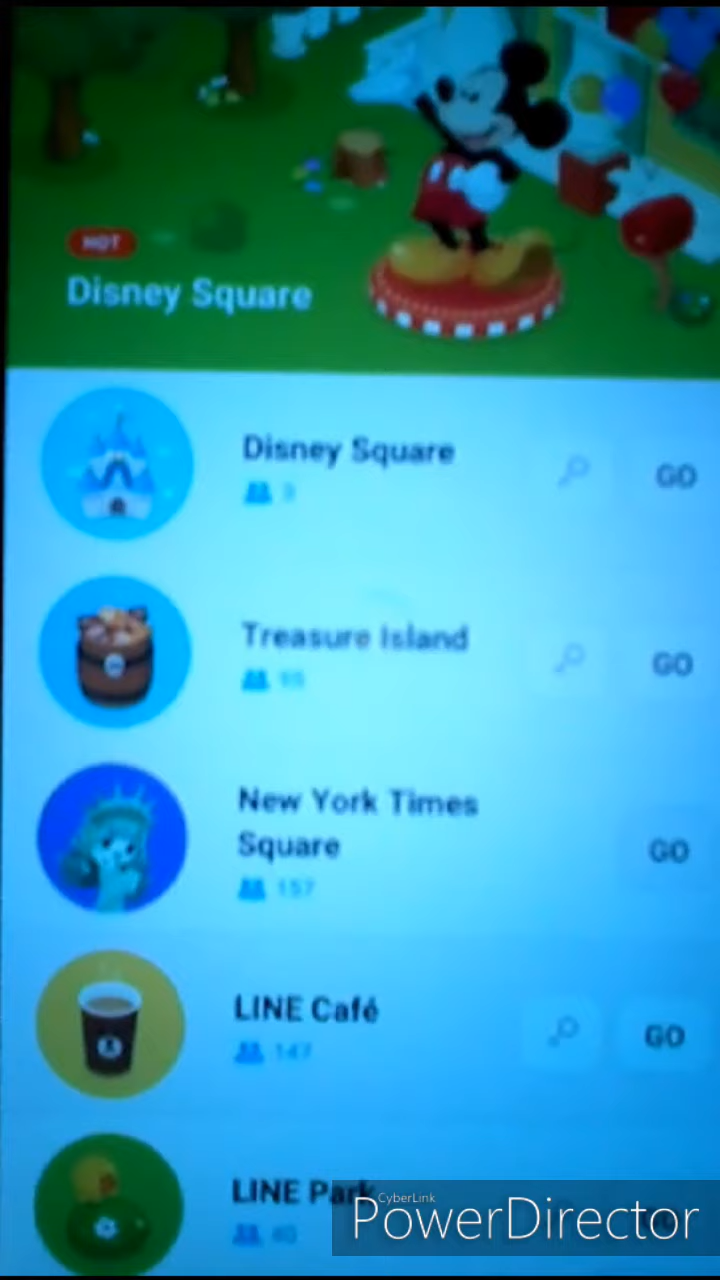 HOT
Disney Square
Disney Square
GO
Treasure Island
GO
New York Times
Square
GO
157
LINE Café
147
GO
LINE Park
CyberLink
PowerDirector